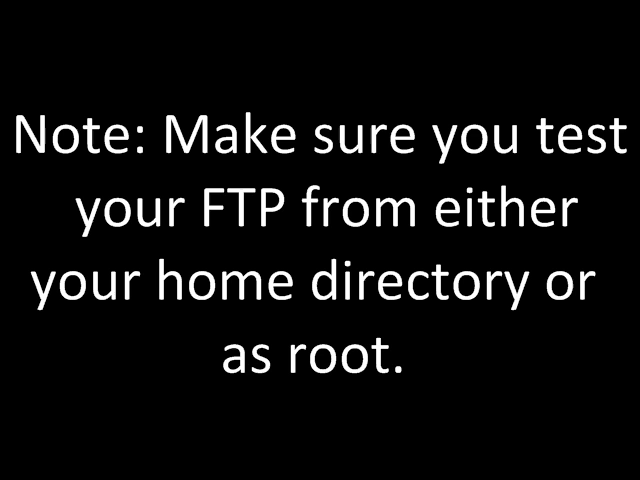 Note: Make sure you test
your FTP from either
your home directory or
as root.